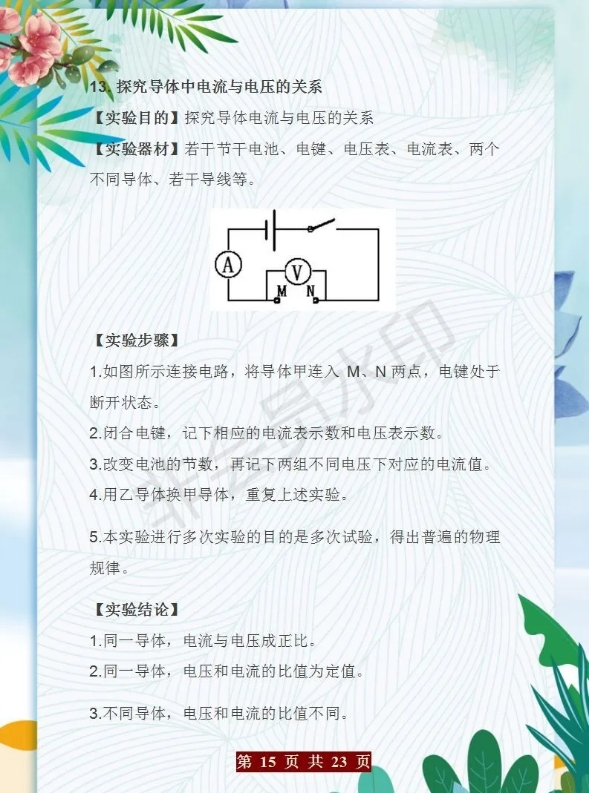 13. 探究导体中电流与电压的关系
【实验目的】探究导体电流与电压的关系
【实验器材】若干节干电池、电键、电压表、电流表、两个
不同导体、若干导线等。
A
V
M N
【实验步骤】
1.如图所示连接电路，将导体甲连入 M、N 两点，电键处于
断开状态。
2.闭合电键，记下相应的电流表示数和电压表示数。
3.改变电池的节数，再记下两组不同电压下对应的电流值。
4.用乙导体换甲导体，重复上述实验。
5.本实验进行多次实验的目的是多次试验，得出普遍的物理
规律。
【实验结论】
1.同一导体，电流与电压成正比。
2.同一导体，电压和电流的比值为定值。
3.不同导体，电压和电流的比值不同。
第 15 页 共 23 页